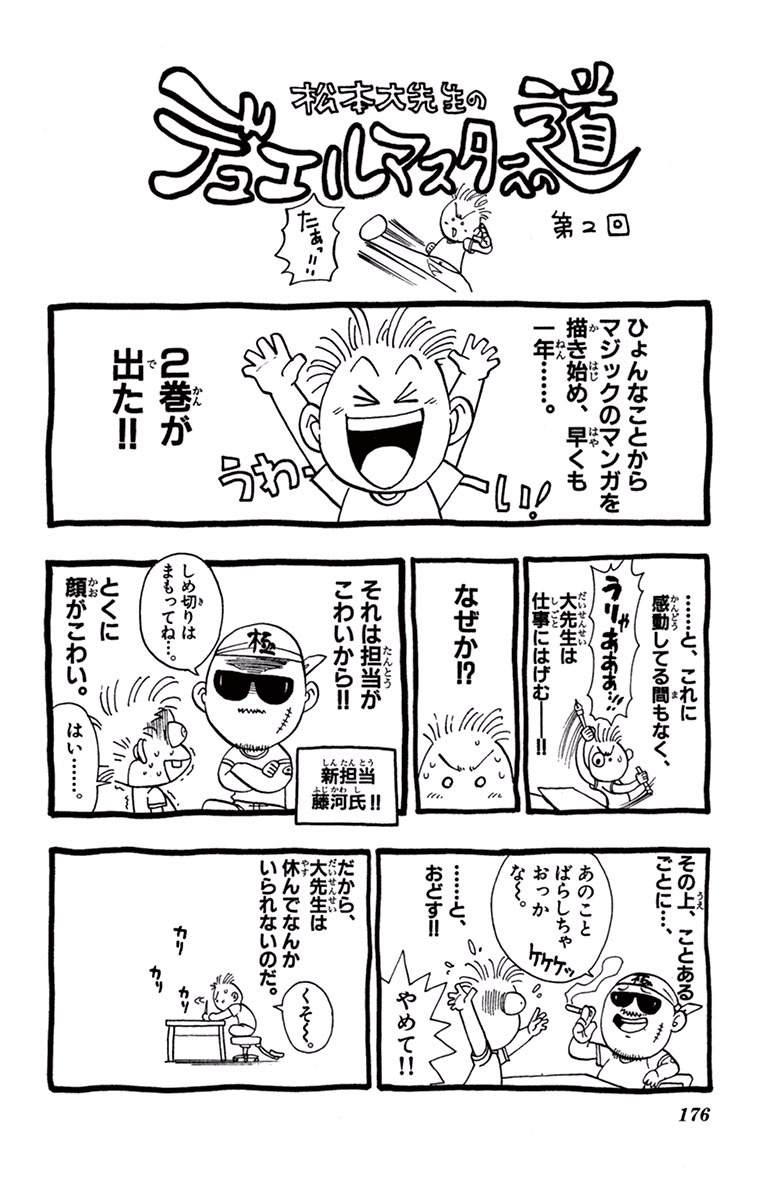 松本大先生の
デュエルマスターへの道
第2回
たぁっ!!
ひょんなことから
マジックのマンガを
描き始め、早くも
一年……。
2巻が
出た!!
うわーい!
……と、これに
感動してる間もなく、
うりゃあああ!!!
大先生は
仕事にはげむ──!!
なぜか!?
それは担当が
こわいから!!
極
しめ切りは
まもってね…。
とくに
顔がこわい。
はい……。
新担当
藤河氏!!
その上、ことある
ごとに…、
極
あのこと
ばらしちゃ
おっか
な〜。
ケケケッ
……と、
おどす!!
やめて!!
だから、
大先生は
休んでなんか
いられないのだ。
カリ
カリ
カリ
くそ〜。
176